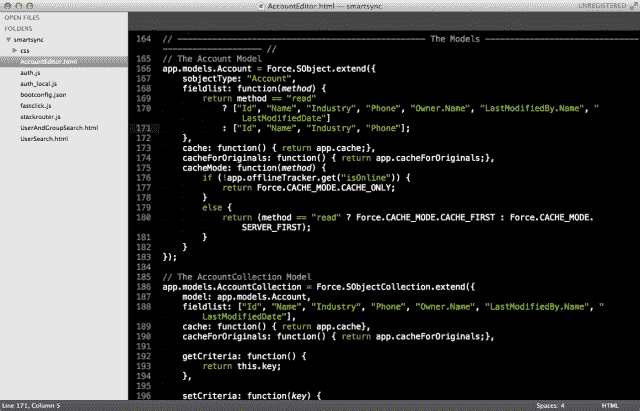 AccountEditor.html — smartsync
UNREGISTERED
OPEN FILES
FOLDERS
smartsync
css
AccountEditor.html
auth.js
auth_local.js
bootconfig.json
fastclick.js
stackrouter.js
UserAndGroupSearch.html
UserSearch.html
164 // ———————————————— The Models ————————
———————————— //
165 // The Account Model
166 app.models.Account = Force.SObject.extend({
167 sobjectType: "Account",
168 fieldlist: function(method) {
169 return method == "read"
170 ? ["Id", "Name", "Industry", "Phone", "Owner.Name", "LastModifiedBy.Name", "
LastModifiedDate"]
171 : ["Id", "Name", "Industry", "Phone"];
172 },
173 cache: function() { return app.cache;},
174 cacheForOriginals: function() { return app.cacheForOriginals;},
175 cacheMode: function(method) {
176 if (!app.offlineTracker.get("isOnline")) {
177 return Force.CACHE_MODE.CACHE_ONLY;
178 }
179 else {
180 return (method == "read" ? Force.CACHE_MODE.CACHE_FIRST : Force.CACHE_MODE.
SERVER_FIRST);
181 }
182 }
183 });
184
185 // The AccountCollection Model
186 app.models.AccountCollection = Force.SObjectCollection.extend({
187 model: app.models.Account,
188 fieldlist: ["Id", "Name", "Industry", "Phone", "Owner.Name", "LastModifiedBy.Name", "
LastModifiedDate"],
189 cache: function() { return app.cache},
190 cacheForOriginals: function() { return app.cacheForOriginals;},
191
192 getCriteria: function() {
193 return this.key;
194 },
195
196 setCriteria: function(key) {
Line 171, Column 5
Spaces: 4
HTML